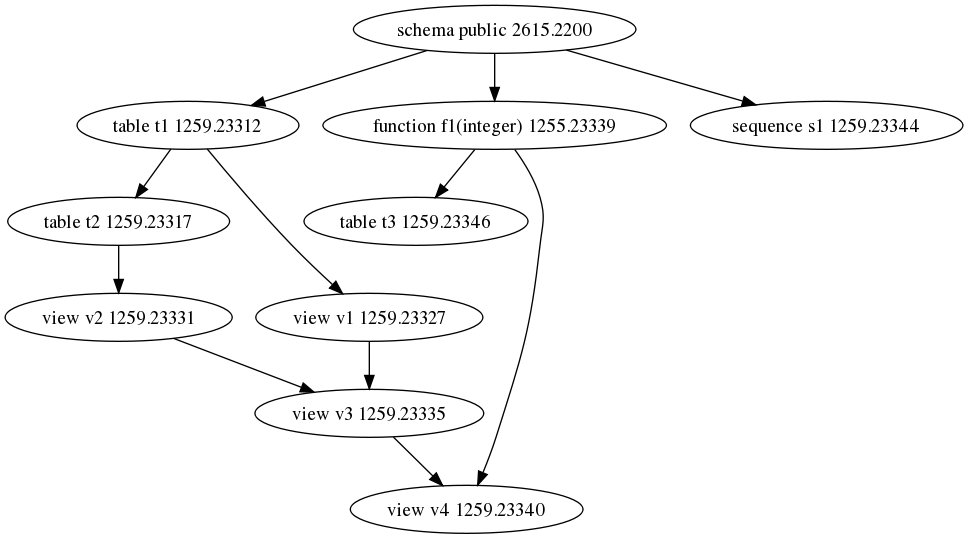 schema public 2615.2200
table t1 1259.23312
function f1(integer) 1255.23339
sequence s1 1259.23344
table t2 1259.23317
table t3 1259.23346
view v2 1259.23331
view v1 1259.23327
view v3 1259.23335
view v4 1259.23340